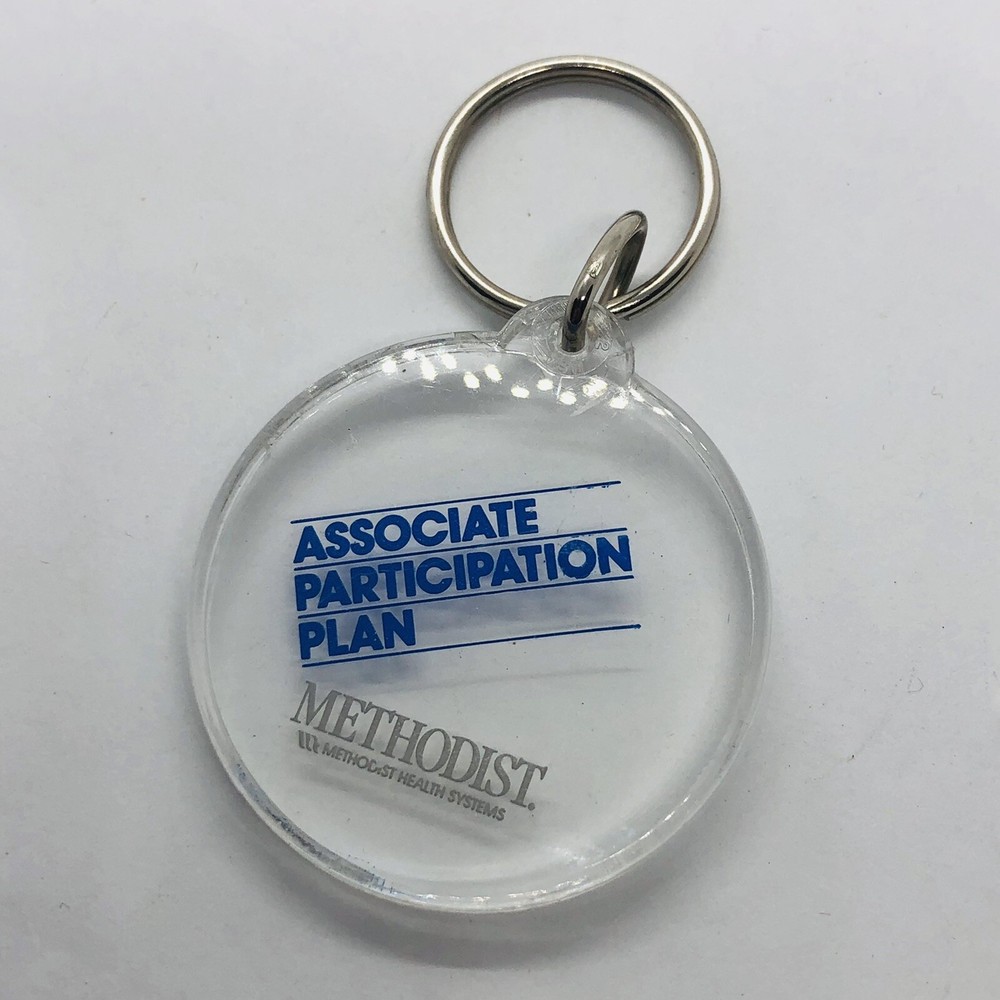 ASSOCIATE
PARTICIPATION
PLAN
METHODIST.
METHODIST HEALTH SYSTEMS